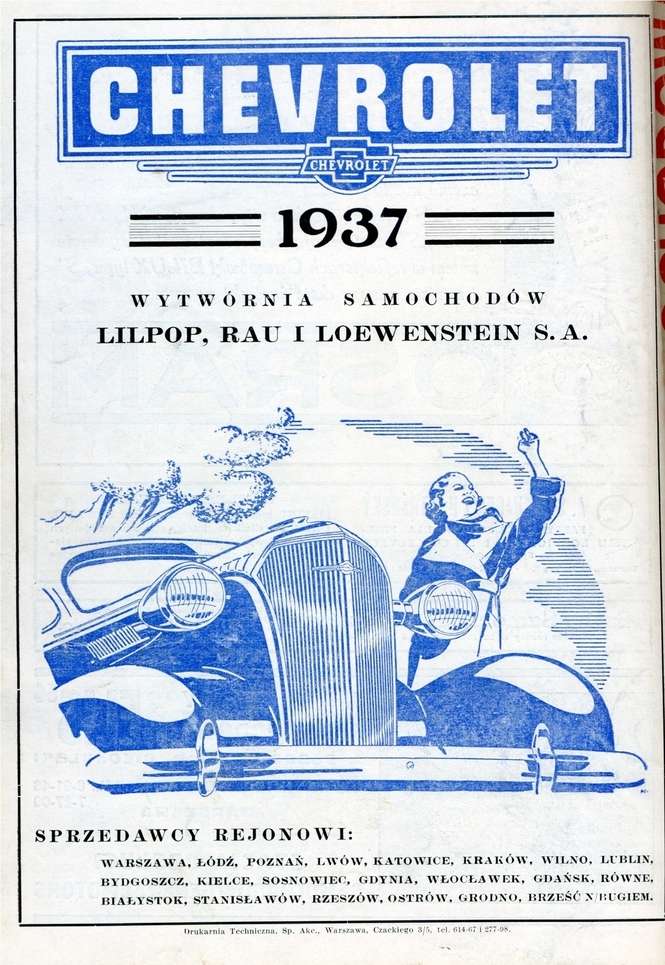 CHEVROLET
CHEVROLET
1937
WYTWÓRNIA SAMOCHODÓW
LILPOP, RAU I LOEWENSTEIN S.A.
SPRZEDAWCY REJONOWI:
WARSZAWA, ŁÓDŹ, POZNAŃ, LWÓW, KATOWICE, KRAKÓW, WILNO, LUBLIN,
BYDGOSZCZ, KIELCE, SOSNOWIEC, GDYNIA, WŁOCŁAWEK, GDAŃSK, RÓWNE,
BIAŁYSTOK, STANISŁAWÓW, RZESZÓW, OSTRÓW, GRODNO, BRZEŚĆ N/BUGIEM.
Drukarnia Techniczna, Sp. Akc., Warszawa, Czackiego 3/5, tel. 614-67 i 277-98.